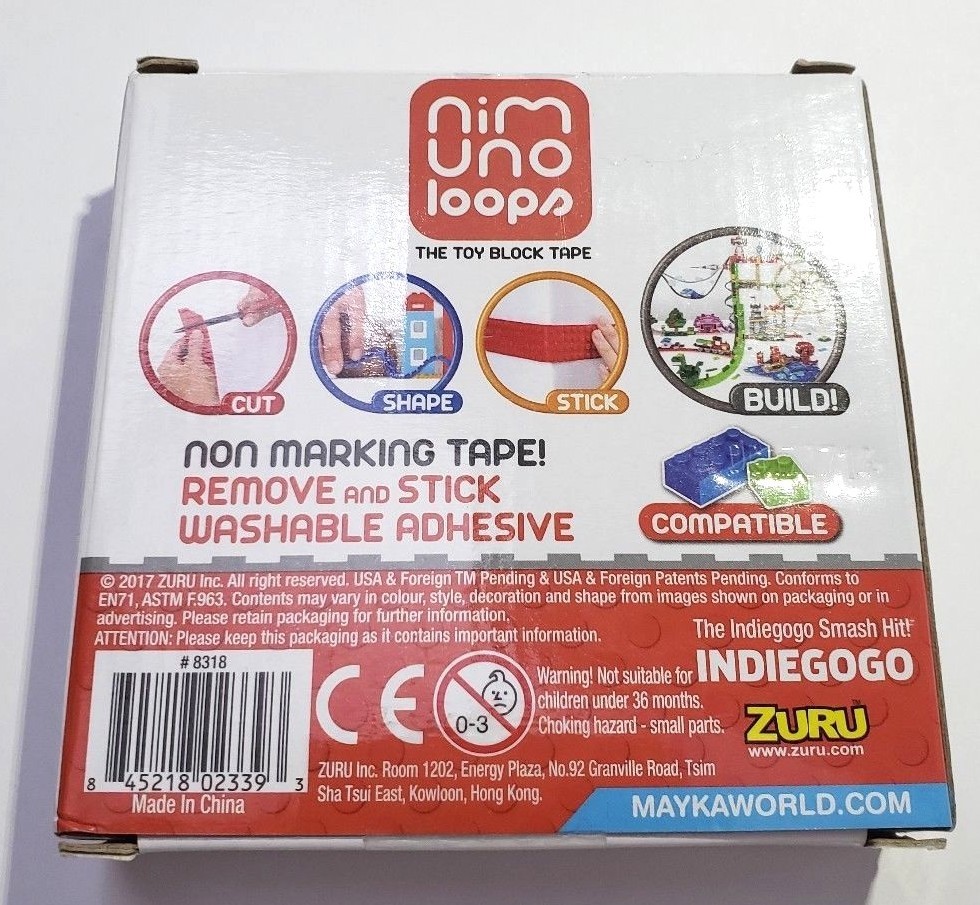 nim
uno
loops
THE TOY BLOCK TAPE
CUT
SHAPE
STICK
BUILD!
NON MARKING TAPE!
REMOVE AND STICK
WASHABLE ADHESIVE
COMPATIBLE
© 2017 ZURU Inc. All right reserved. USA & Foreign TM Pending & USA & Foreign Patents Pending. Conforms to
EN71, ASTM F.963. Contents may vary in colour, style, decoration and shape from images shown on packaging or in
advertising. Please retain packaging for further information.
ATTENTION: Please keep this packaging as it contains important information.
The Indiegogo Smash Hit!
INDIEGOGO
# 8318
8 45218 02339 3
Made In China
CE
0-3
Warning! Not suitable for
children under 36 months.
Choking hazard - small parts.
ZURU™
www.zuru.com
ZURU Inc. Room 1202, Energy Plaza, No.92 Granville Road, Tsim
Sha Tsui East, Kowloon, Hong Kong.
MAYKAWORLD.COM